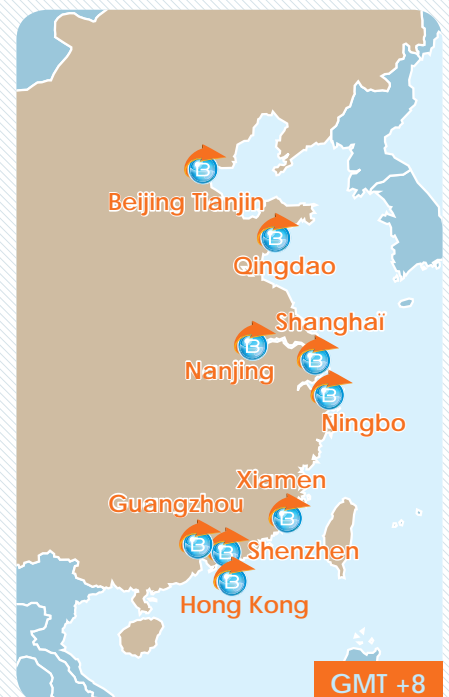 Beijing Tianjin
Qingdao
Shanghaï
Nanjing
Ningbo
Xiamen
Guangzhou
Shenzhen
Hong Kong
GMT +8